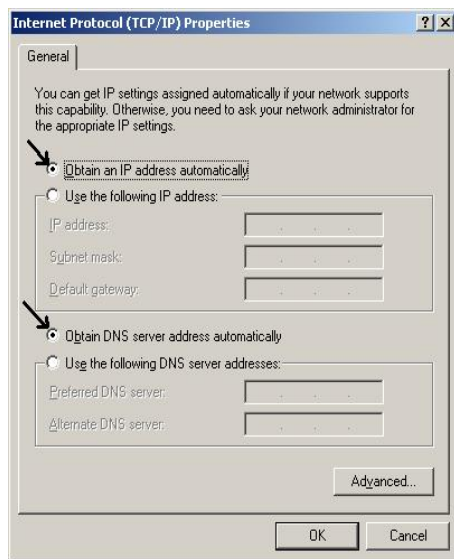 Internet Protocol (TCP/IP) Properties
General
You can get IP settings assigned automatically if your network supports
this capability. Otherwise, you need to ask your network administrator for
the appropriate IP settings.
Obtain an IP address automatically
Use the following IP address:
IP address:
Subnet mask:
Default gateway:
Obtain DNS server address automatically
Use the following DNS server addresses:
Preferred DNS server:
Alternate DNS server:
Advanced...
OK Cancel